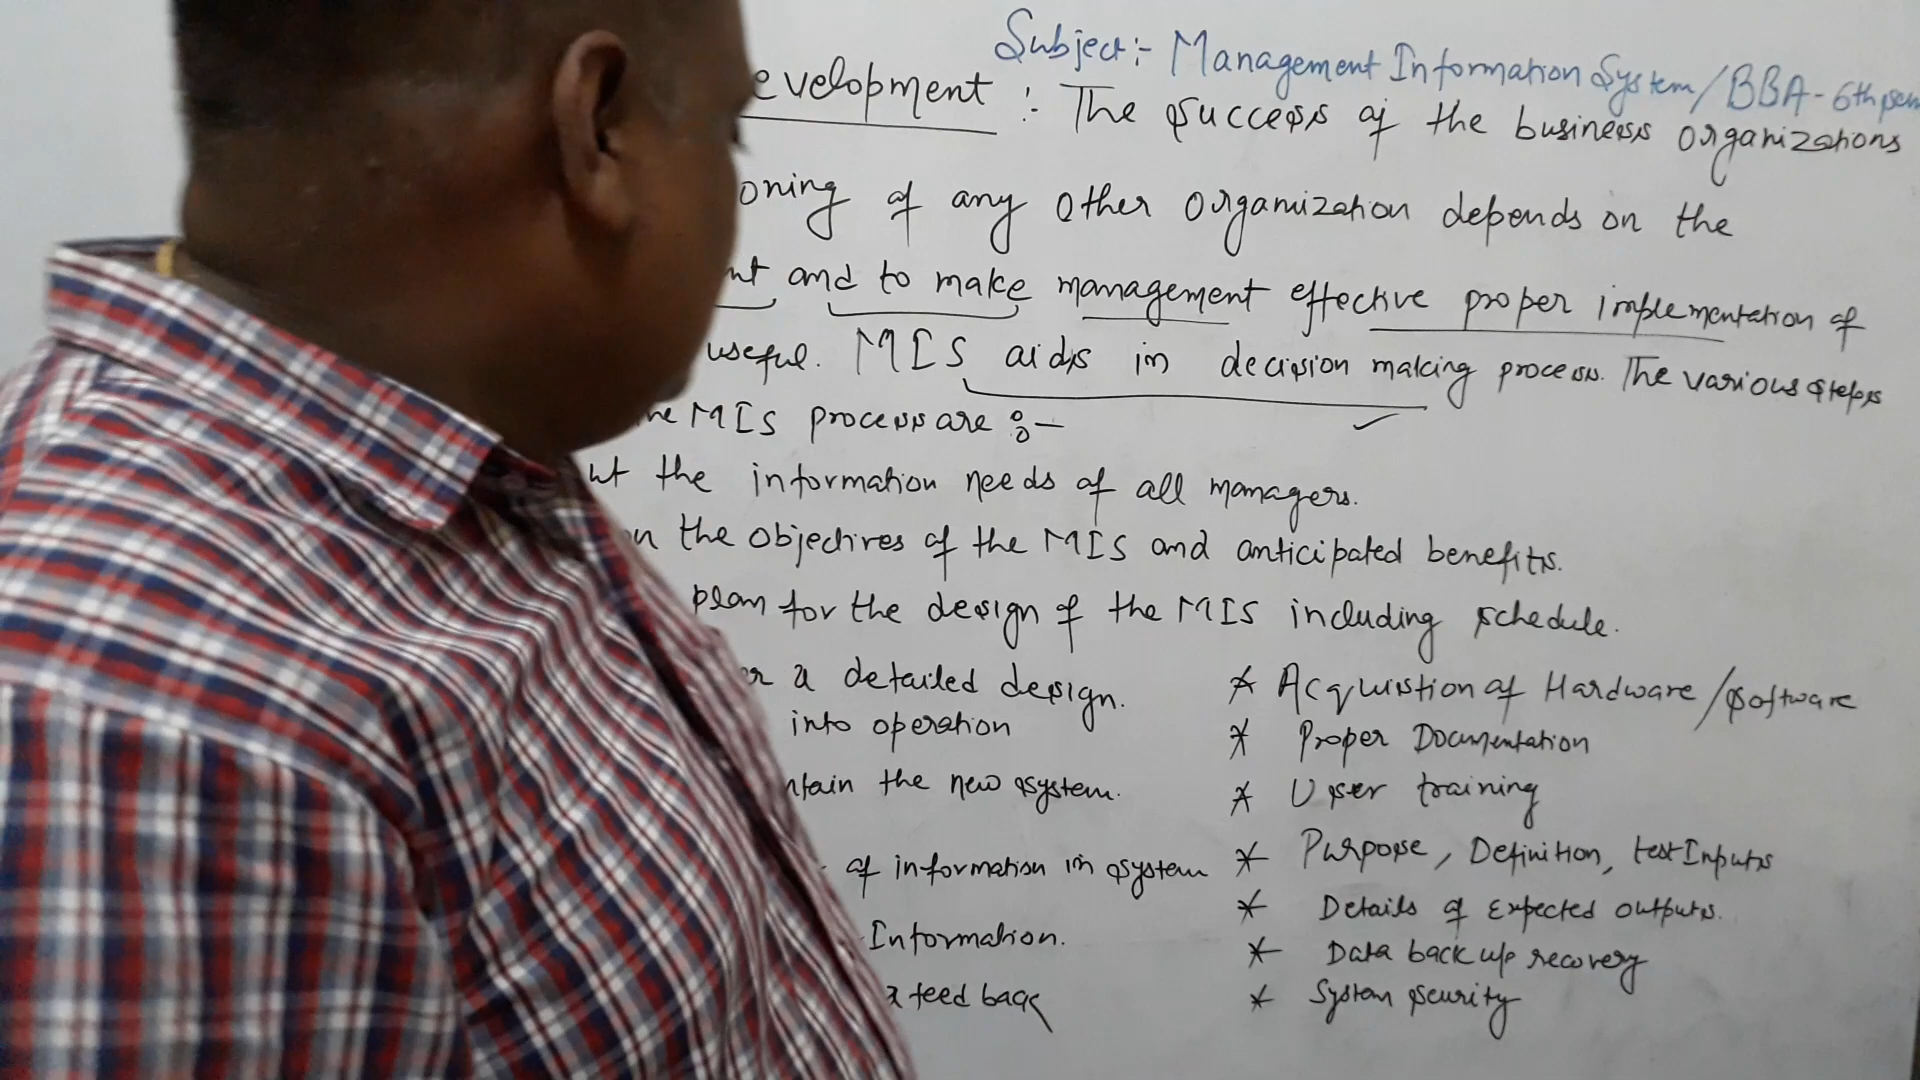 Subject:- Management Information System/BBA-6th sem
evelopment :- The success of the business organizations
oning of any other organization depends on the
nt and to make management effective proper implementation of
useful. MIS aids in decision making process. The various steps
he MIS process are :-
ut the information needs of all managers.
on the objectives of the MIS and anticipated benefits.
plan for the design of the MIS including schedule.
er a detailed design.
into operation
ntain the new system.
of information in system
Information.
a feed back
* Acquistion of Hardware/software
* Proper Documentation
* User training
* Purpose, Definition, test Inputs
* Details of Expected outputs.
* Data back up recovery
* System security